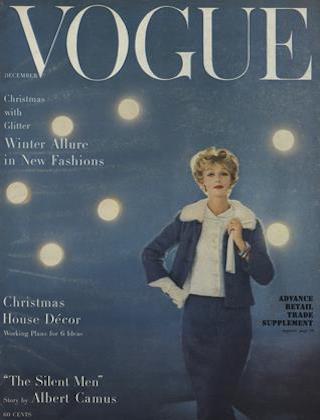 VOGUE
DECEMBER
Christmas
with
Glitter
Winter Allure
in New Fashions
Christmas
House Décor
Working Plans for 6 Ideas
ADVANCE
RETAIL
TRADE
SUPPLEMENT
"The Silent Men"
Story by Albert Camus
60 CENTS